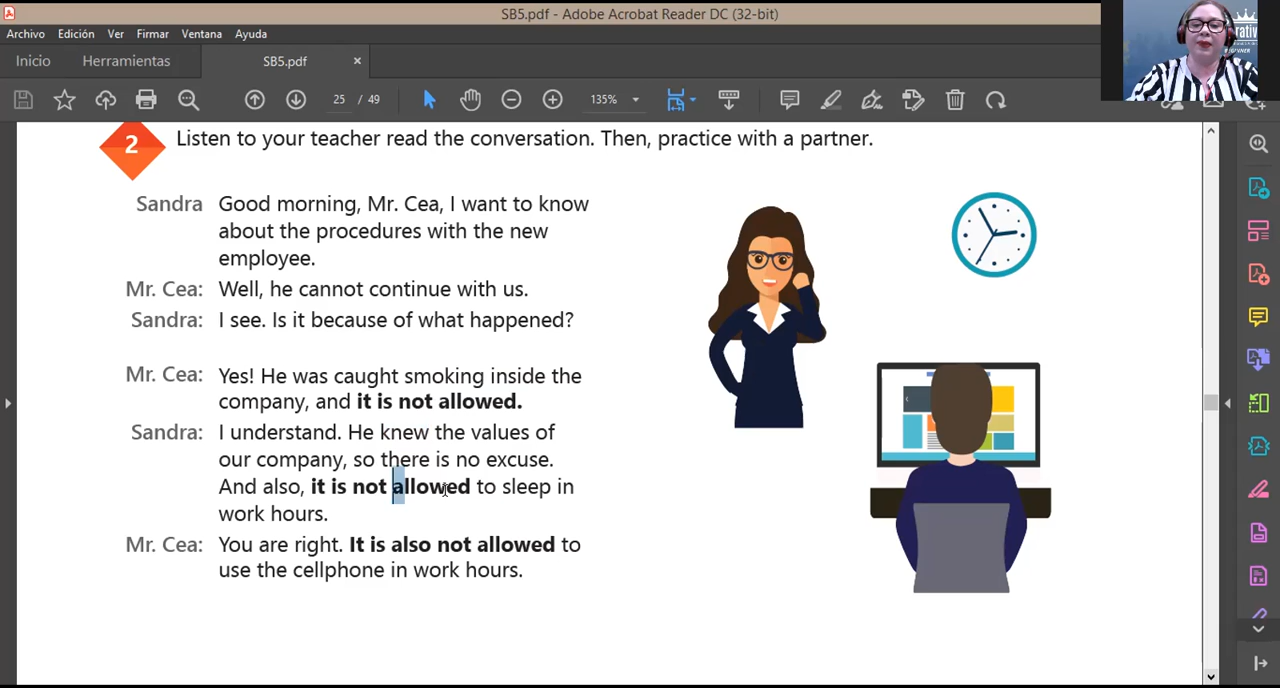 SB5.pdf - Adobe Acrobat Reader DC (32-bit)
Archivo Edición Ver Firmar Ventana Ayuda
Inicio Herramientas SB5.pdf ×
25 / 49 135%
2 Listen to your teacher read the conversation. Then, practice with a partner.
Sandra Good morning, Mr. Cea, I want to know
about the procedures with the new
employee.
Mr. Cea: Well, he cannot continue with us.
Sandra: I see. Is it because of what happened?
Mr. Cea: Yes! He was caught smoking inside the
company, and it is not allowed.
Sandra: I understand. He knew the values of
our company, so there is no excuse.
And also, it is not allowed to sleep in
work hours.
Mr. Cea: You are right. It is also not allowed to
use the cellphone in work hours.